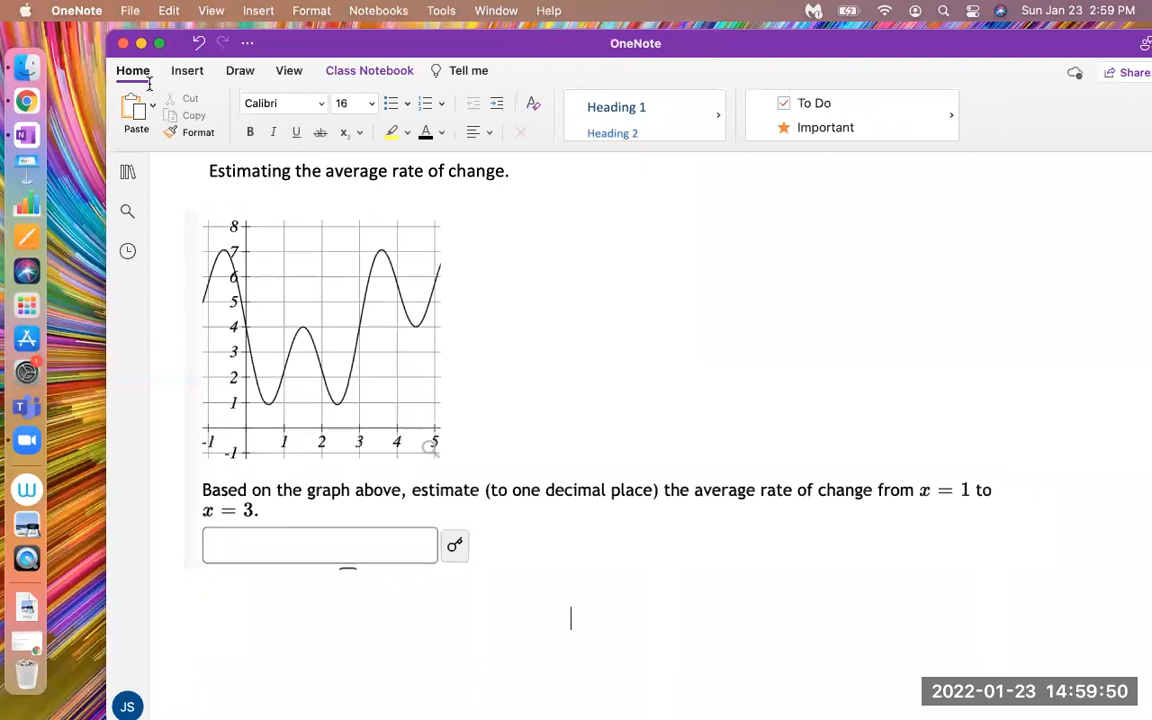 OneNote File Edit View Insert Format Notebooks Tools Window Help Sun Jan 23 2:59 PM
OneNote
Home Insert Draw View Class Notebook Tell me Share
Cut
Calibri 16 Heading 1 To Do
Copy
Paste Format Heading 2 Important
B I U ab x A
Estimating the average rate of change.
8
7
6
5
4
3
2
1
-1 1 2 3 4 5
-1
Based on the graph above, estimate (to one decimal place) the average rate of change from x = 1 to
x = 3.
JS
2022-01-23 14:59:50